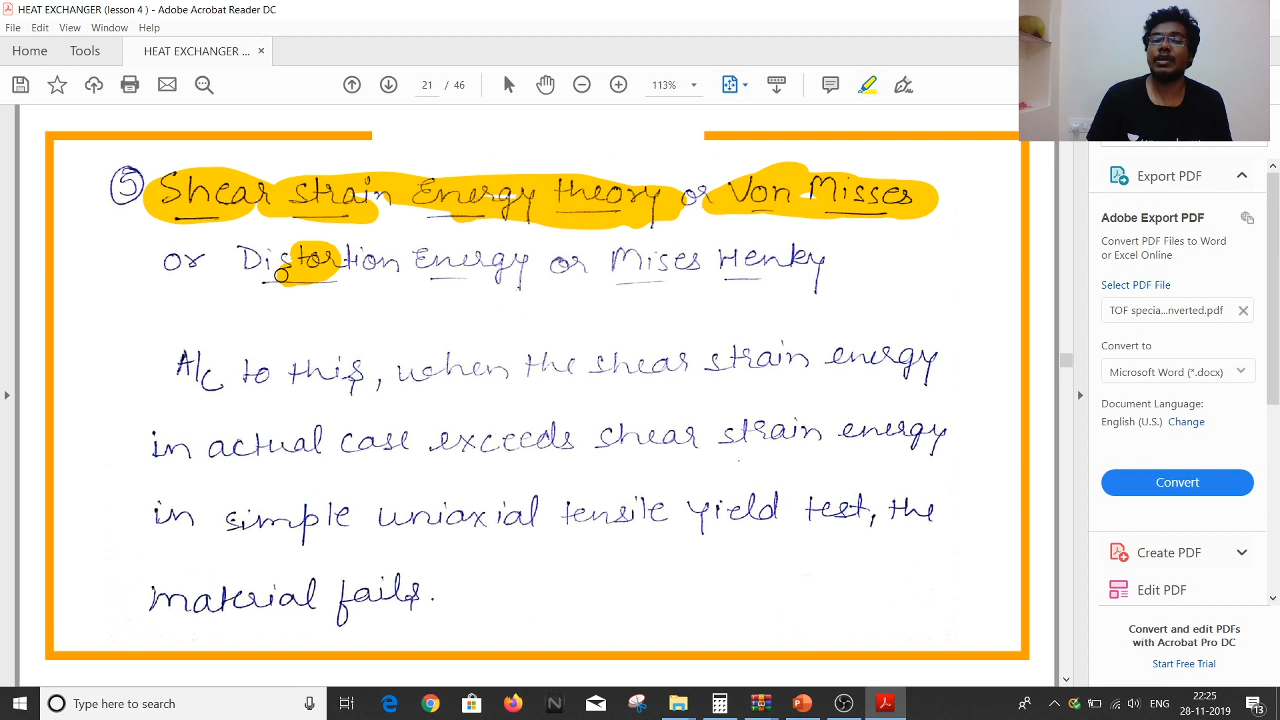 HEAT EXCHANGER (lesson 4 ) - Adobe Acrobat Reader DC
File Edit View Window Help
Home Tools HEAT EXCHANGER ... ×
21 / 46 113%
⑤ Shear strain Energy theory or Von Misses
or Distortion Energy or Mises Henky
A/c to this, when the shear strain energy
in actual case exceeds shear strain energy
in simple uniaxial tensile yield test, the
material fails.
Export PDF
Adobe Export PDF
Convert PDF Files to Word
or Excel Online
Select PDF File
TOF specia...nverted.pdf
Convert to
Microsoft Word (*.docx)
Document Language:
English (U.S.) Change
Convert
Create PDF
Edit PDF
Convert and edit PDFs
with Acrobat Pro DC
Start Free Trial
Type here to search
ENG
22:25
28-11-2019
13